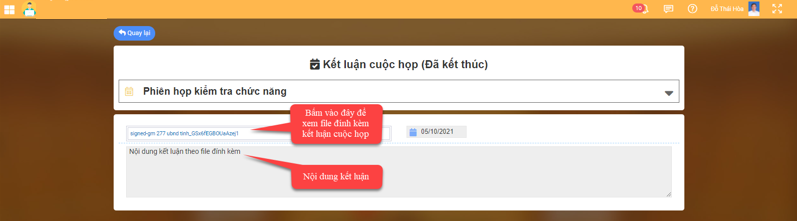 10
Đỗ Thái Hòa
Quay lại
Kết luận cuộc họp (Đã kết thúc)
Phiên họp kiểm tra chức năng
Bấm vào đây để
xem file đính kèm
kết luận cuộc họp
signed-gm 277 ubnd tinh_GSx6fEGBOUeAzej1
05/10/2021
Nội dung kết luận theo file đính kèm
Nội dung kết luận